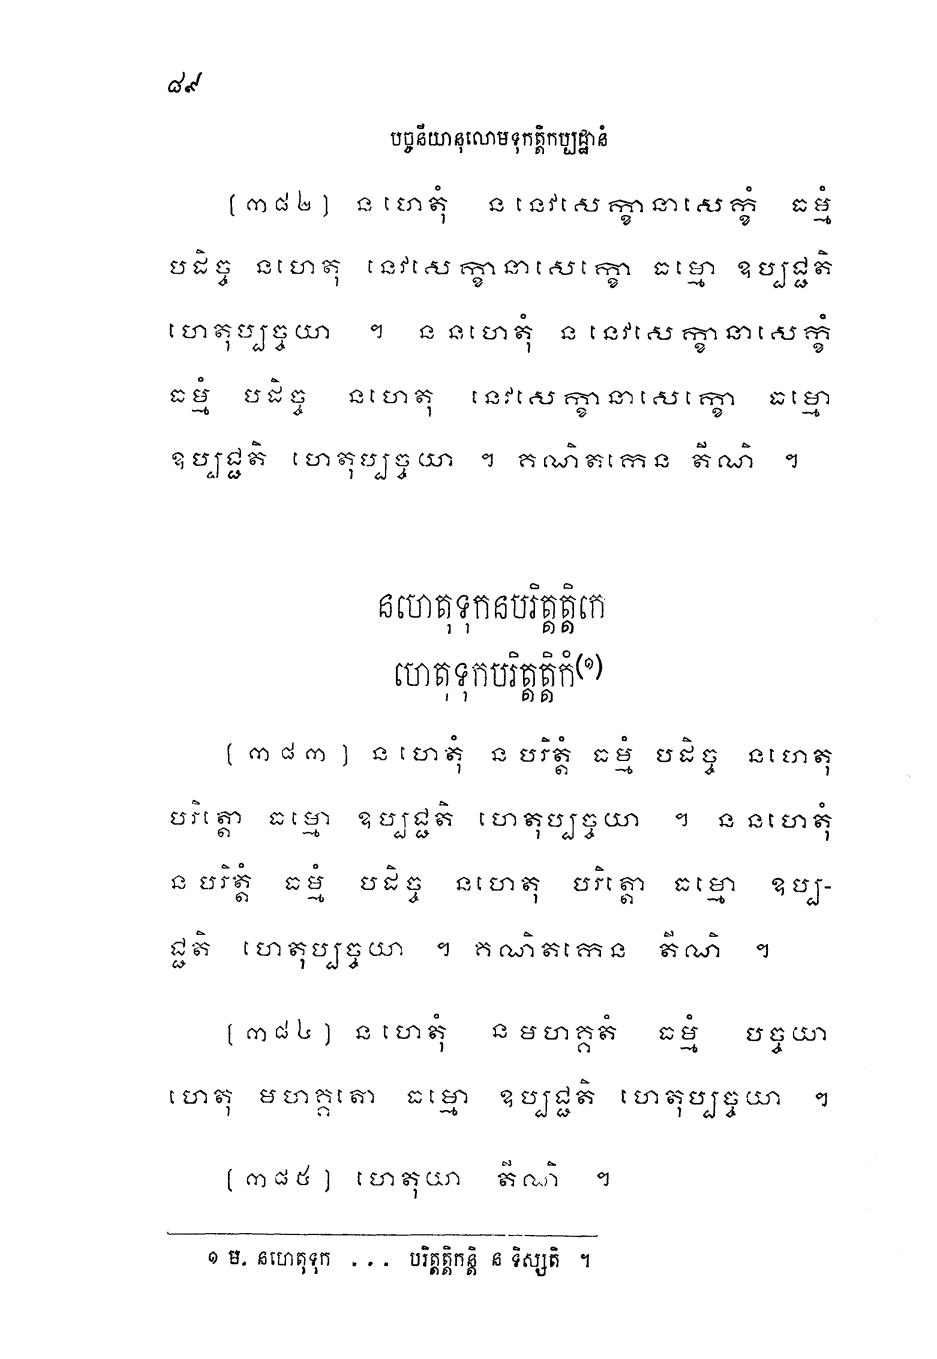 ៨៩
បច្ចនីយានុលោមទុកត្តិកប្បដ្ឋានំ
(៣៨២) ន ហេតុំ ន នេវសេក្ខានាសេក្ខំ ធម្មំ
បដិច្ច នហេតុ នេវសេក្ខានាសេក្ខោ ធម្មោ ឧប្បជ្ជតិ
ហេតុប្បច្ចយា ។ ន នហេតុំ ន នេវសេក្ខានាសេក្ខំ
ធម្មំ បដិច្ច នហេតុ នេវសេក្ខានាសេក្ខោ ធម្មោ
ឧប្បជ្ជតិ ហេតុប្បច្ចយា ។ គណិតកេន តីណិ ។
នហេតុទុកនបរិត្តត្តិកេ
ហេតុទុកបរិត្តត្តិកំ(១)
(៣៨៣) ន ហេតុំ ន បរិត្តំ ធម្មំ បដិច្ច នហេតុ
បរិត្តោ ធម្មោ ឧប្បជ្ជតិ ហេតុប្បច្ចយា ។ ន នហេតុំ
ន បរិត្តំ ធម្មំ បដិច្ច នហេតុ បរិត្តោ ធម្មោ ឧប្ប-
ជ្ជតិ ហេតុប្បច្ចយា ។ គណិតកេន តីណិ ។
(៣៨៤) ន ហេតុំ ន មហគ្គតំ ធម្មំ បច្ចយា
ហេតុ មហគ្គតោ ធម្មោ ឧប្បជ្ជតិ ហេតុប្បច្ចយា ។
(៣៨៥) ហេតុយា តីណិ ។
១ ម. នហេតុទុក ... បរិត្តត្តិកន្តិ ន ទិស្សតិ ។